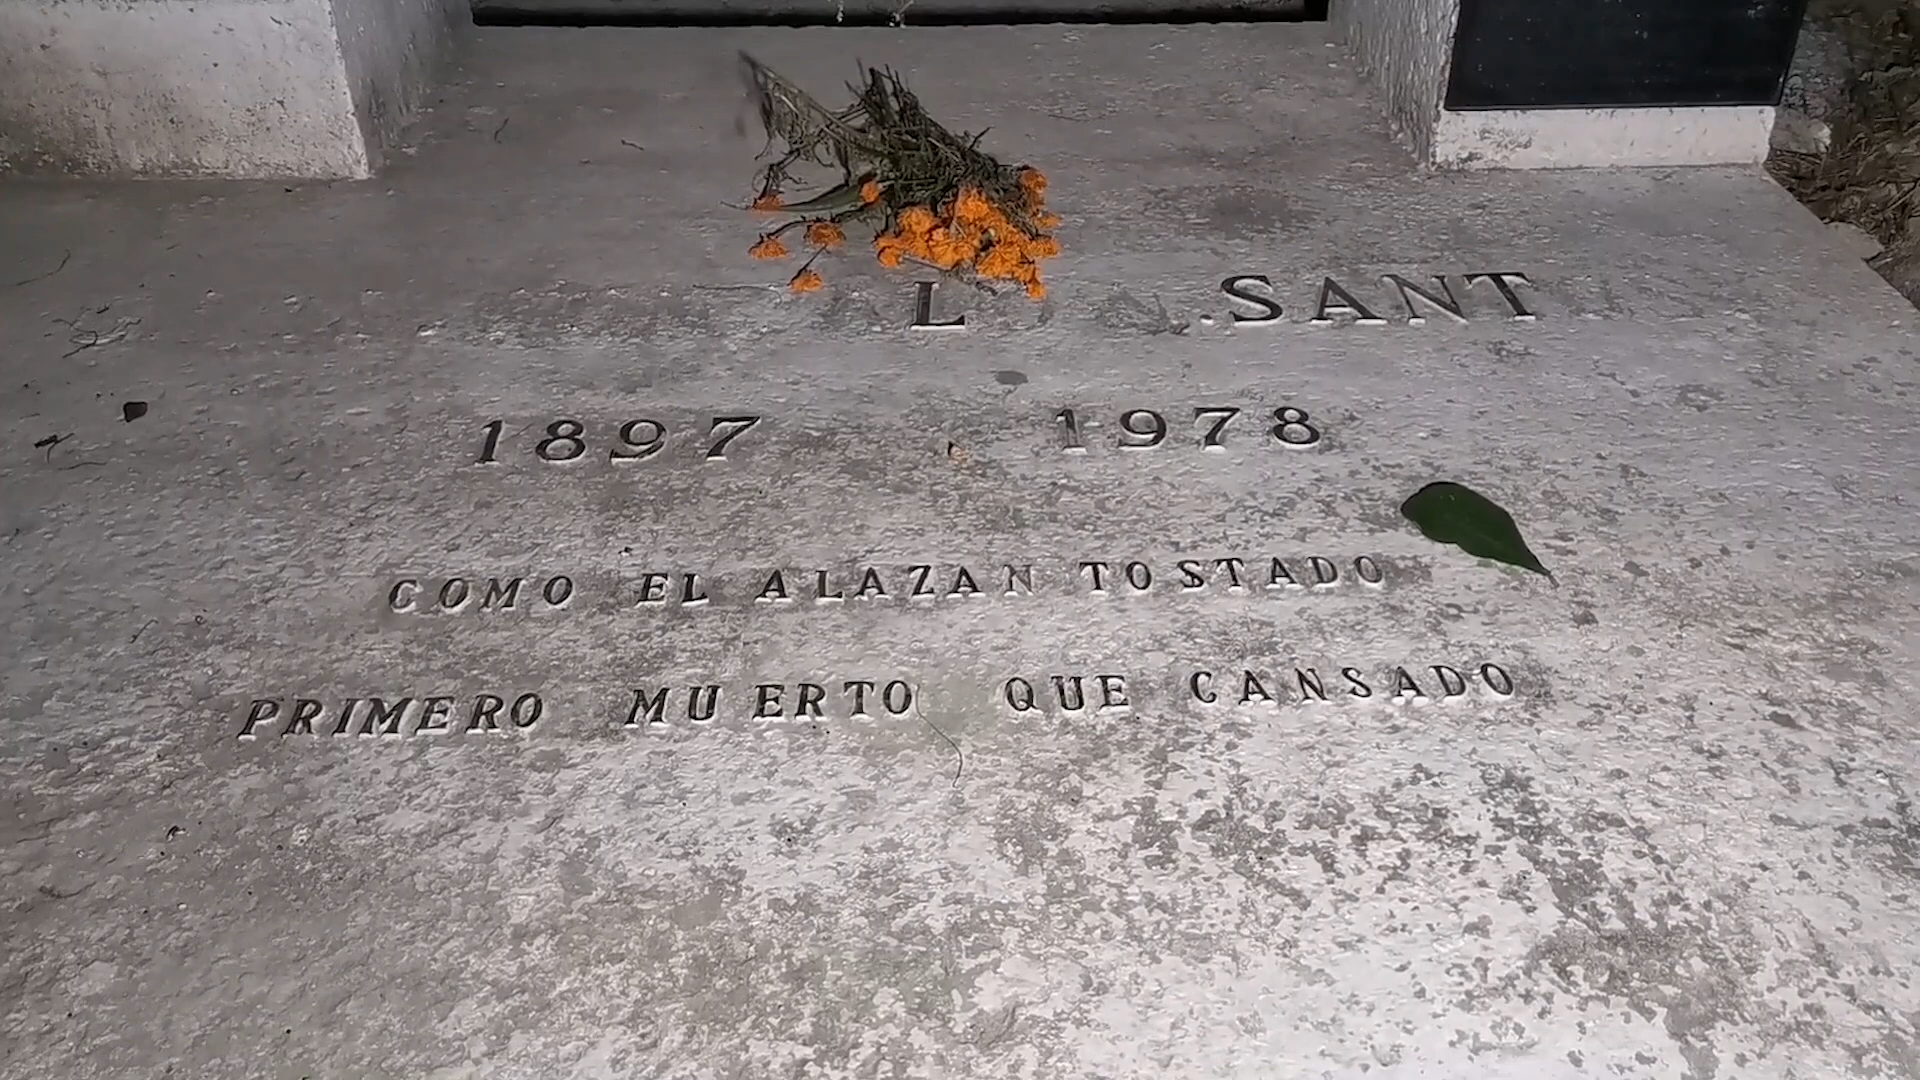 L .SANT
1897 1978
COMO EL ALAZAN TOSTADO
PRIMERO MUERTO QUE CANSADO